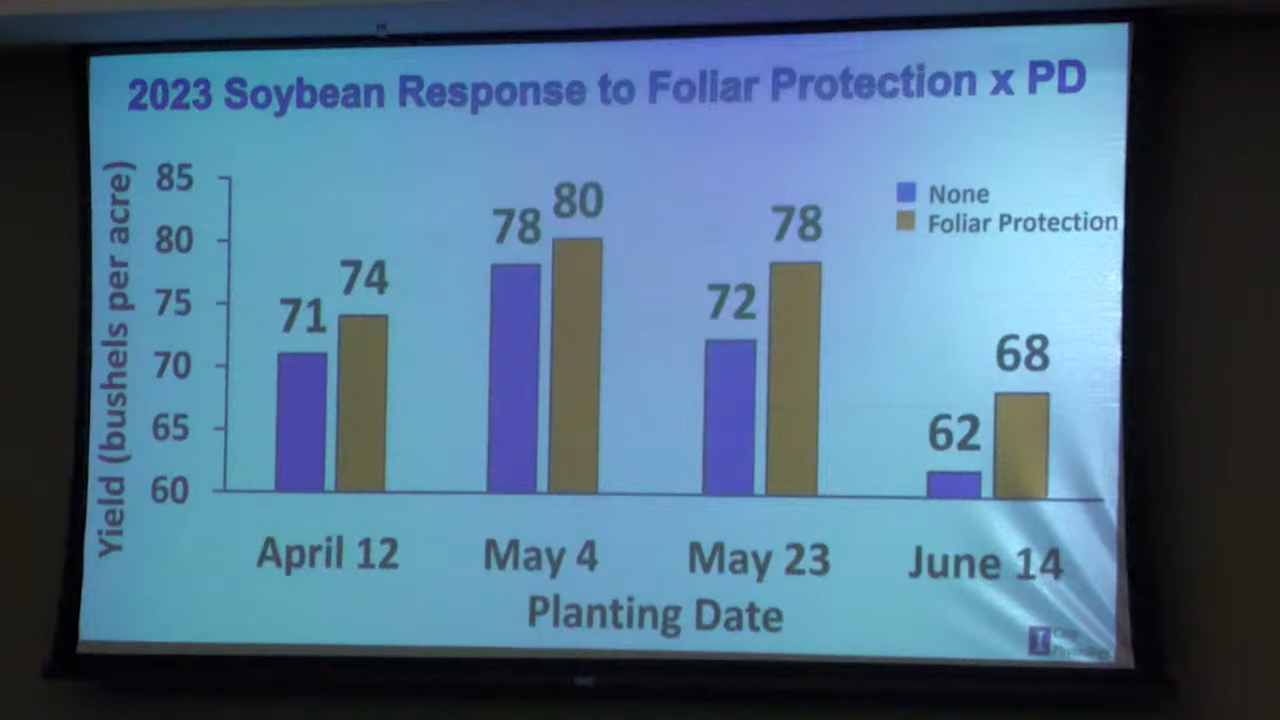 2023 Soybean Response to Foliar Protection x PD
Yield (bushels per acre)
85
80
75
70
65
60
None
Foliar Protection
71
74
78
80
72
78
62
68
April 12
May 4
May 23
June 14
Planting Date
I